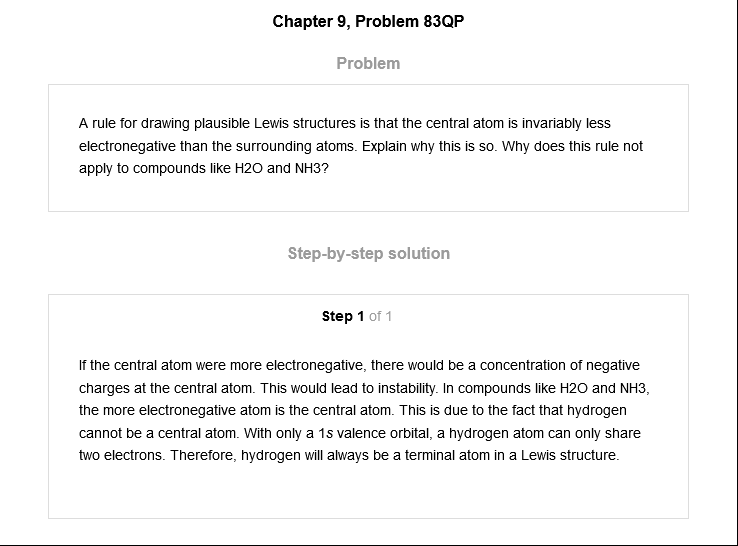 Chapter 9, Problem 83QP
Problem
A rule for drawing plausible Lewis structures is that the central atom is invariably less
electronegative than the surrounding atoms. Explain why this is so. Why does this rule not
apply to compounds like H2O and NH3?
Step-by-step solution
Step 1 of 1
If the central atom were more electronegative, there would be a concentration of negative
charges at the central atom. This would lead to instability. In compounds like H2O and NH3,
the more electronegative atom is the central atom. This is due to the fact that hydrogen
cannot be a central atom. With only a 1s valence orbital, a hydrogen atom can only share
two electrons. Therefore, hydrogen will always be a terminal atom in a Lewis structure.